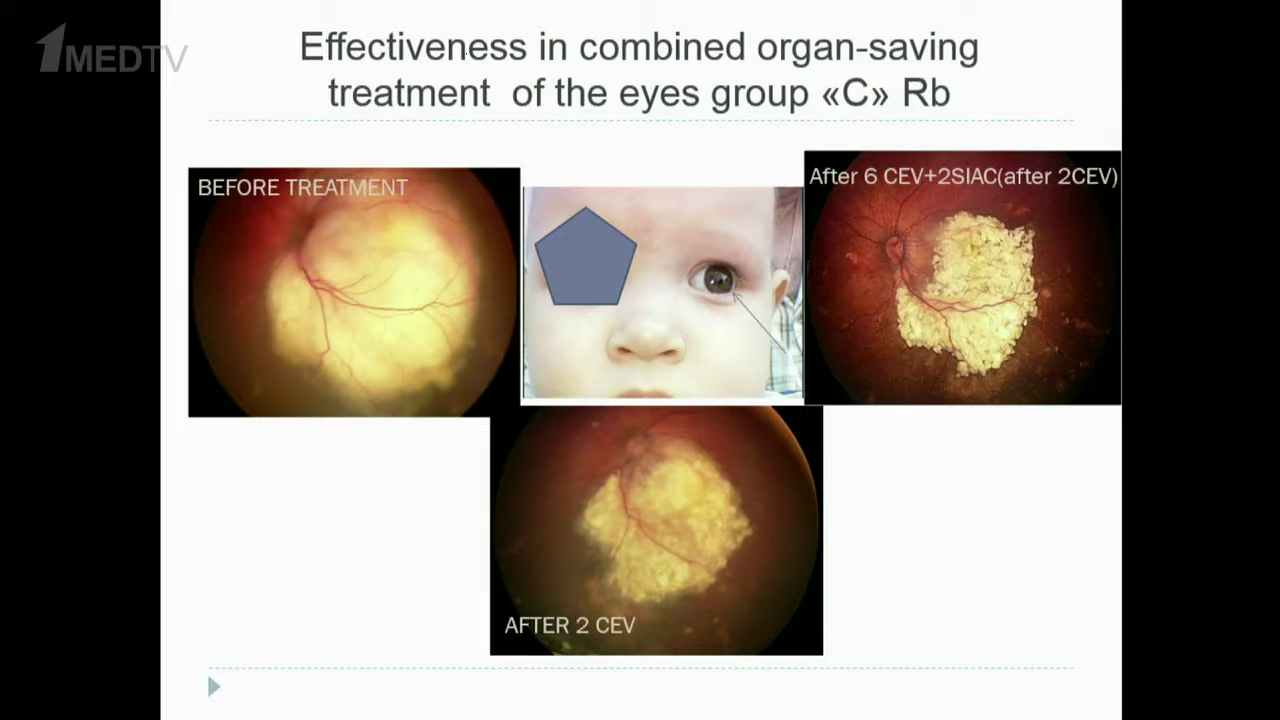 1MEDTV
Effectiveness in combined organ-saving
treatment of the eyes group «C» Rb
BEFORE TREATMENT
After 6 CEV+2SIAC(after 2CEV)
AFTER 2 CEV